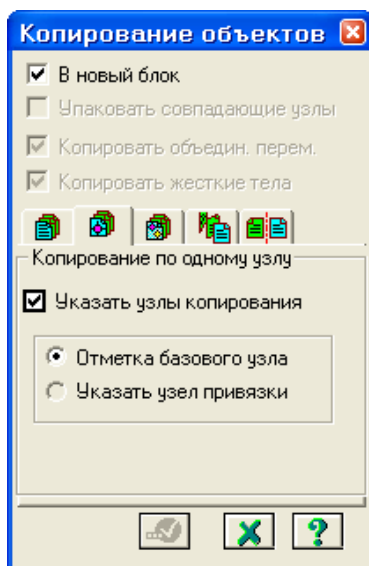 Копирование объектов
В новый блок
Упаковать совпадающие узлы
Копировать объедин. перем.
Копировать жесткие тела
Копирование по одному узлу
Указать узлы копирования
Отметка базового узла
Указать узел привязки
?